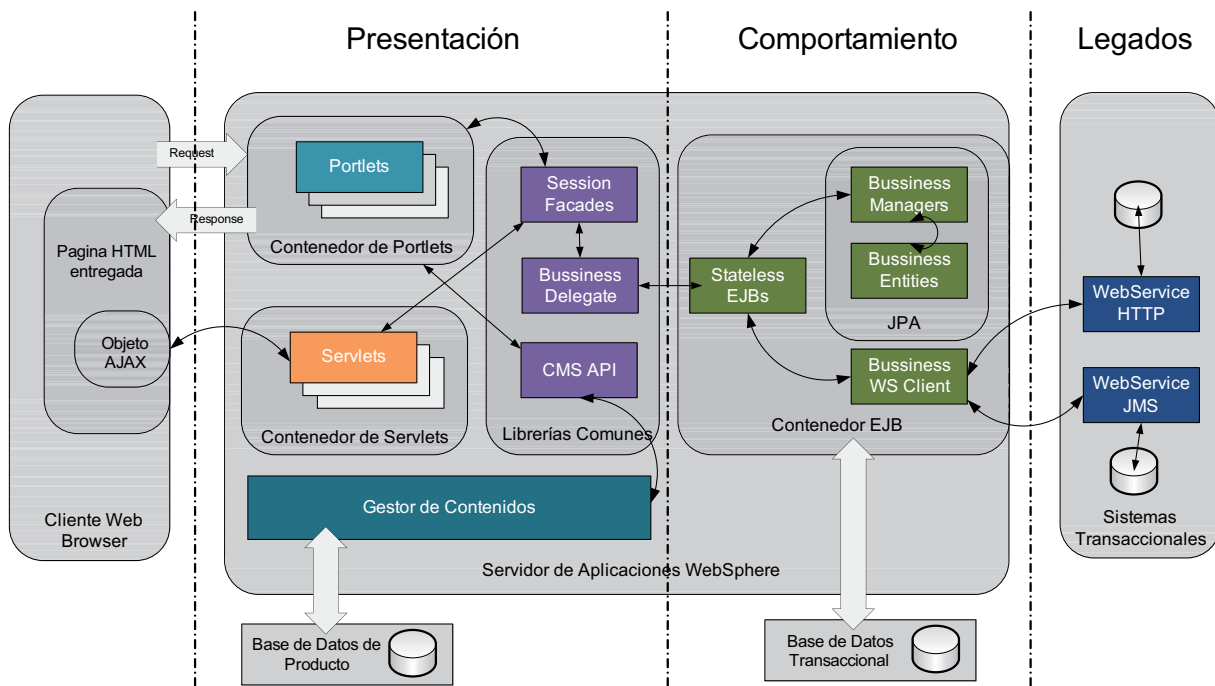 Presentación
Comportamiento
Legados
Request
Response
Pagina HTML
entregada
Objeto
AJAX
Cliente Web
Browser
Portlets
Contenedor de Portlets
Servlets
Contenedor de Servlets
Session
Facades
Bussiness
Delegate
CMS API
Librerías Comunes
Gestor de Contenidos
Servidor de Aplicaciones WebSphere
Stateless
EJBs
Bussiness
Managers
Bussiness
Entities
JPA
Bussiness
WS Client
Contenedor EJB
WebService
HTTP
WebService
JMS
Sistemas
Transaccionales
Base de Datos de
Producto
Base de Datos
Transaccional